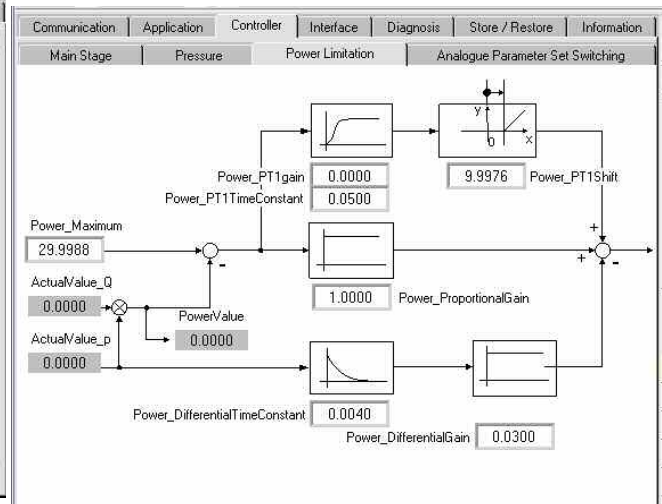 Communication Application Controller Interface Diagnosis Store / Restore Information
Main Stage Pressure Power Limitation Analogue Parameter Set Switching
y
0 x
Power_PT1gain 0.0000 9.9976 Power_PT1Shift
Power_PT1TimeConstant 0.0500
Power_Maximum
29.9988
+
-
+ -
ActualValue_Q
0.0000
1.0000 Power_ProportionalGain
PowerValue
0.0000
ActualValue_p
0.0000
Power_DifferentialTimeConstant 0.0040
Power_DifferentialGain 0.0300